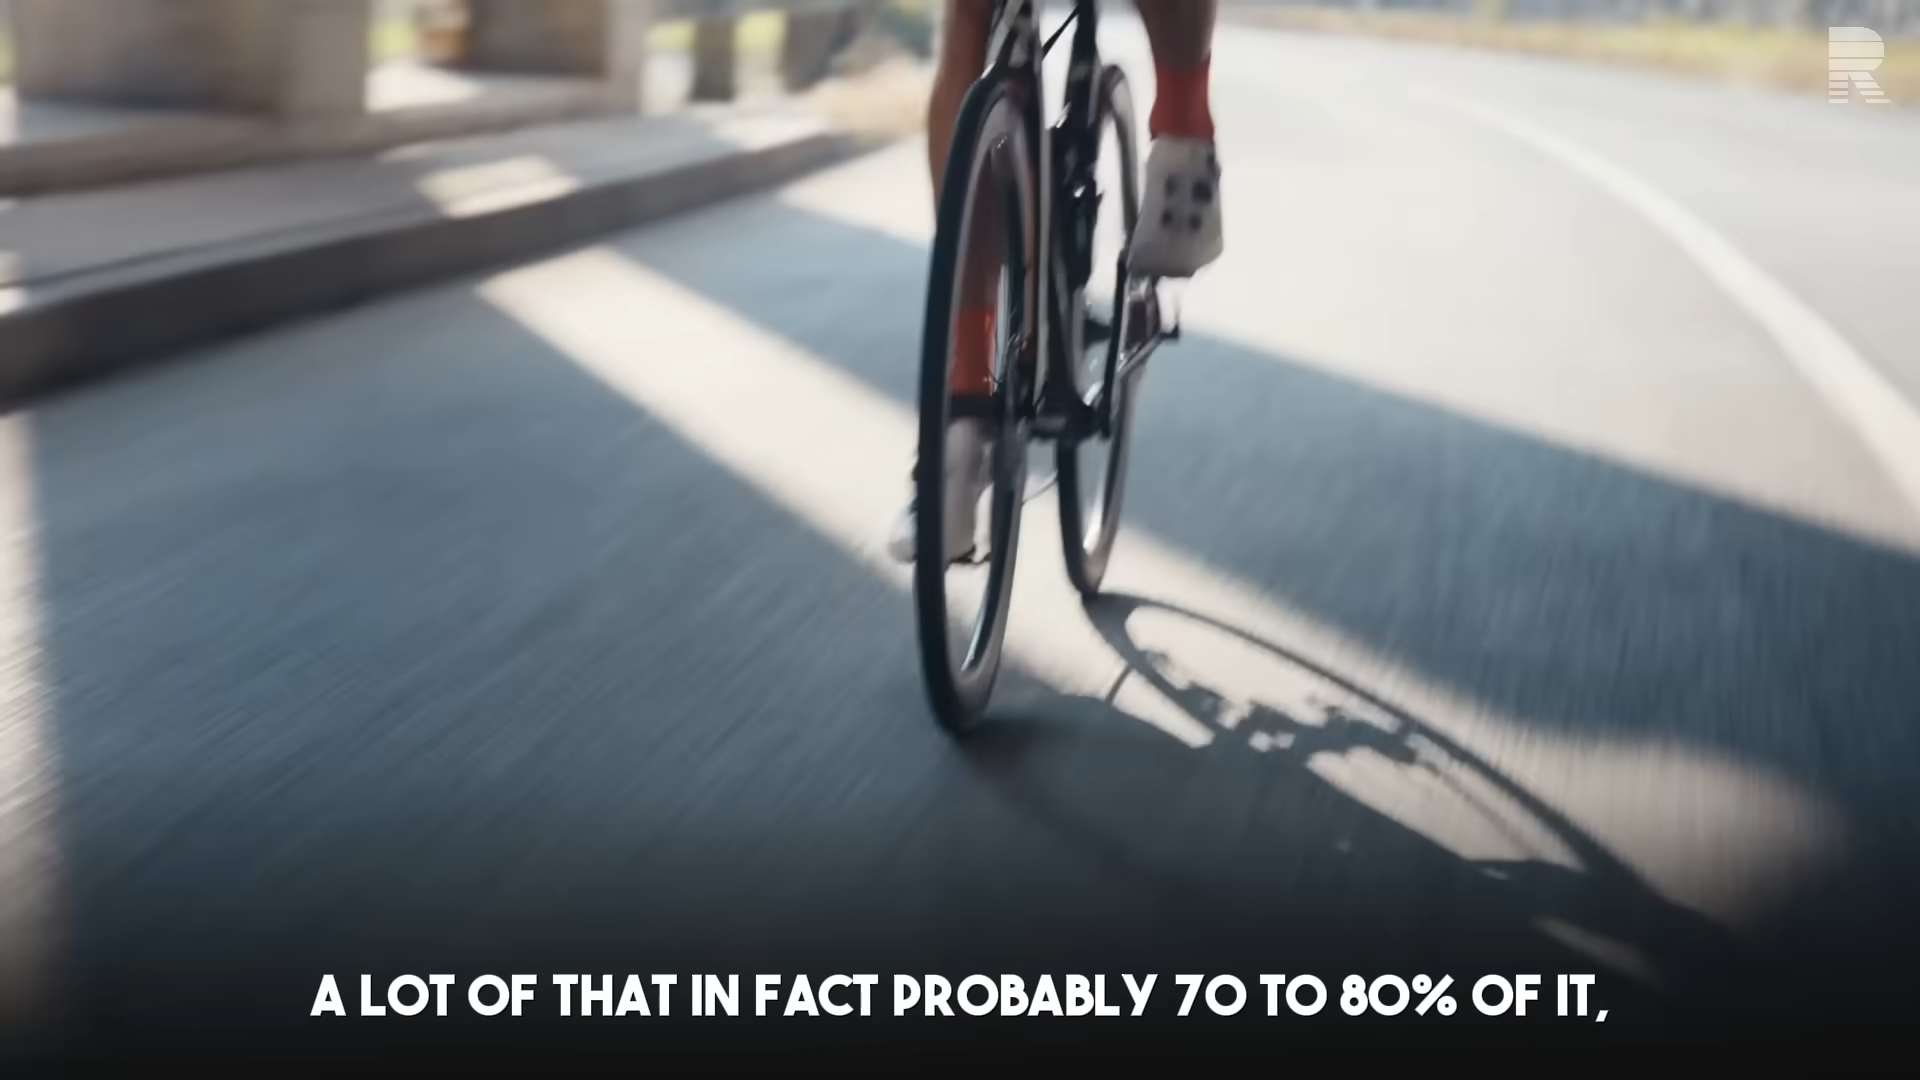 R
A LOT OF THAT IN FACT PROBABLY 70 TO 80% OF IT,